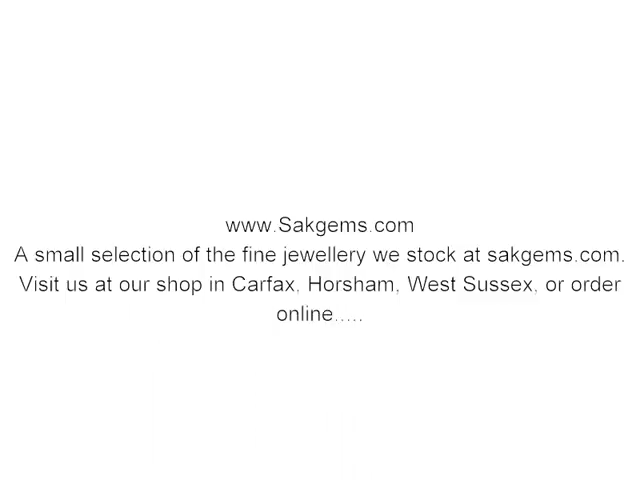 www.Sakgems.com
A small selection of the fine jewellery we stock at sakgems.com.
Visit us at our shop in Carfax, Horsham, West Sussex, or order
online.....